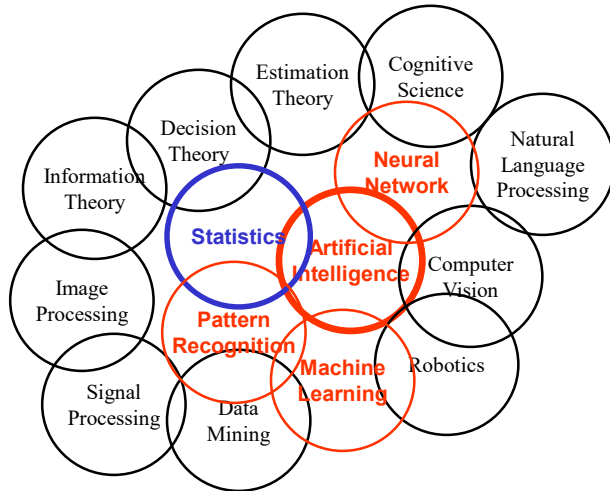 Cognitive
Science
Estimation
Theory
Decision
Theory
Natural
Language
Processing
Neural
Network
Information
Theory
Statistics
Artificial
Intelligence
Computer
Vision
Image
Processing
Pattern
Recognition
Machine
Learning
Robotics
Signal
Processing
Data
Mining